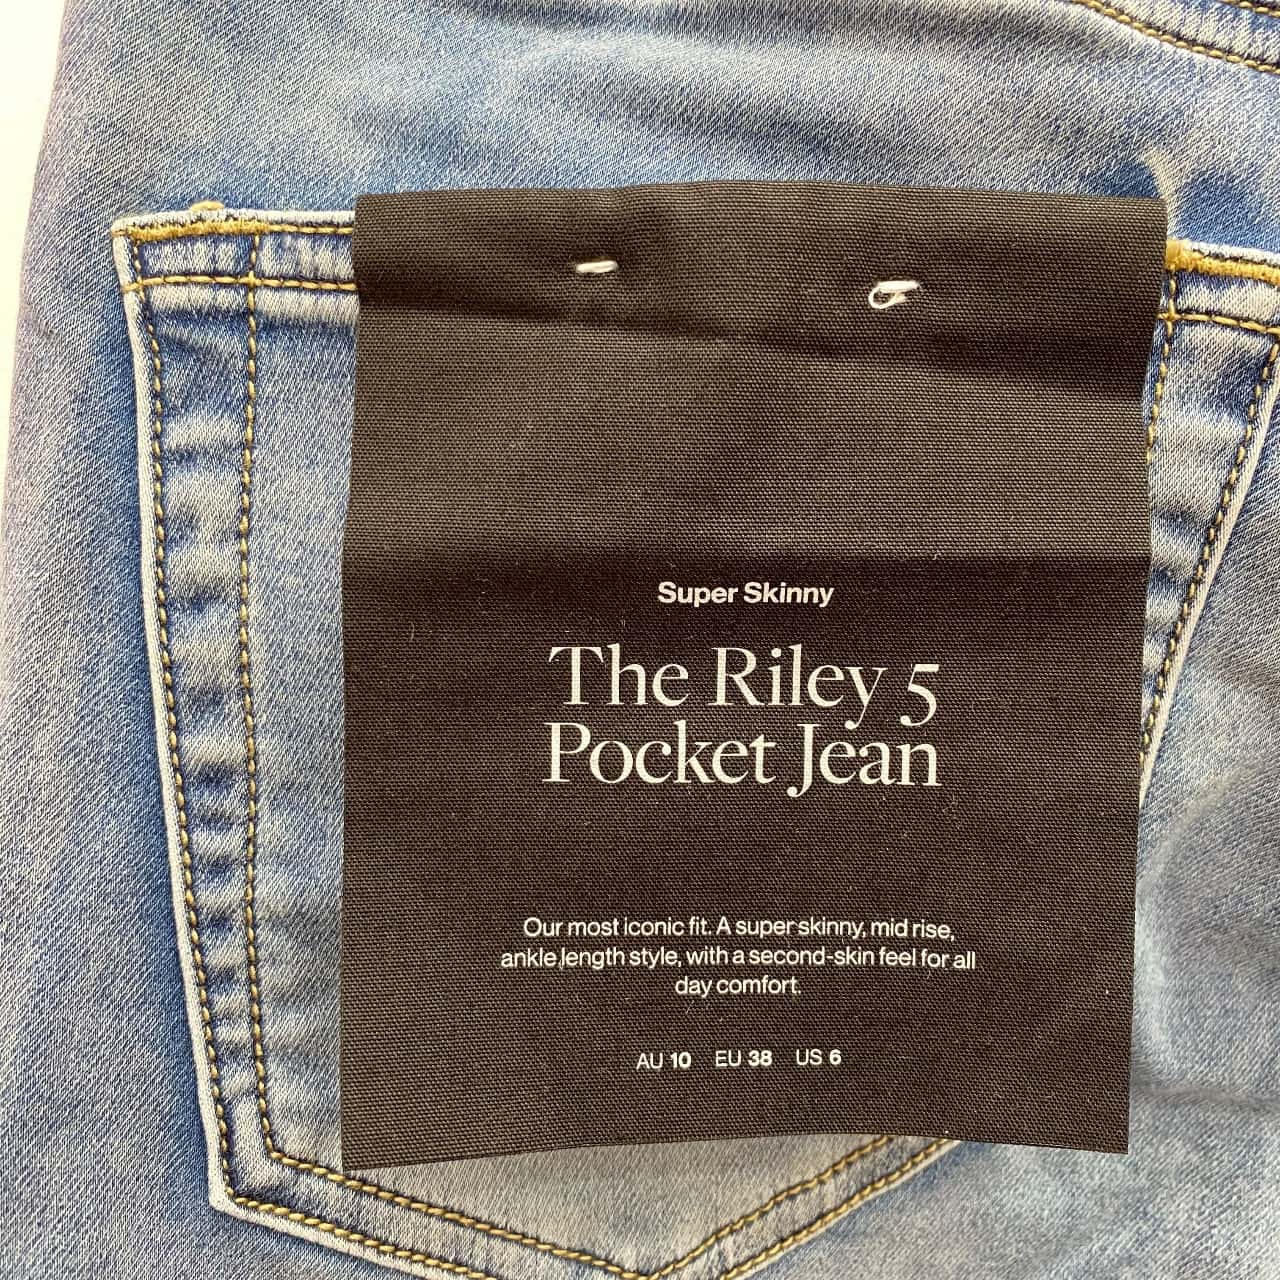 Super Skinny
The Riley 5
Pocket Jean
Our most iconic fit. A super skinny, mid rise,
ankle length style, with a second-skin feel for all
day comfort.
AU 10 EU 38 US 6